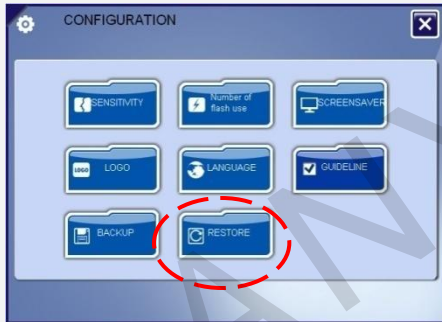 CONFIGURATION
SENSITIVITY
Number of
flash use
SCREENSAVER
LOGO
LOGO
LANGUAGE
GUIDELINE
BACKUP
RESTORE